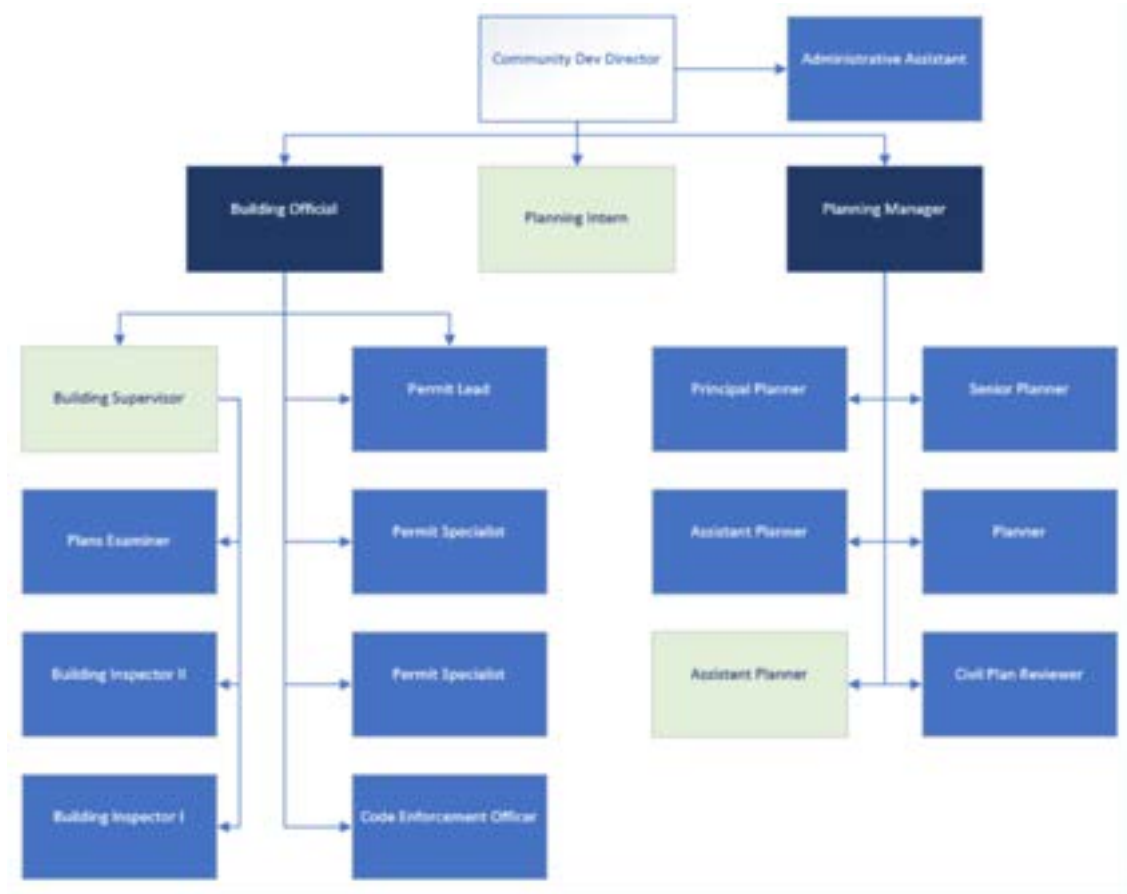 Community Dev Director
Administrative Assistant
Building Official
Planning Intern
Planning Manager
Building Supervisor
Permit Lead
Principal Planner
Senior Planner
Plans Examiner
Permit Specialist
Assistant Planner
Planner
Building Inspector II
Permit Specialist
Assistant Planner
Civil Plan Reviewer
Building Inspector I
Code Enforcement Officer